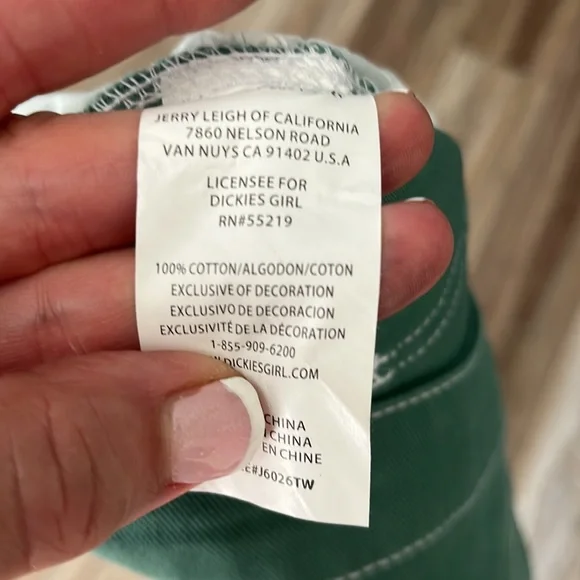 JERRY LEIGH OF CALIFORNIA
7860 NELSON ROAD
VAN NUYS CA 91402 U.S.A
LICENSEE FOR
DICKIES GIRL
RN#55219
100% COTTON/ALGODON/COTON
EXCLUSIVE OF DECORATION
EXCLUSIVO DE DECORACION
EXCLUSIVITÉ DE LA DÉCORATION
1-855-909-6200
DICKIESGIRL.COM
CHINA
CHINA
EN CHINE
#J6026TW